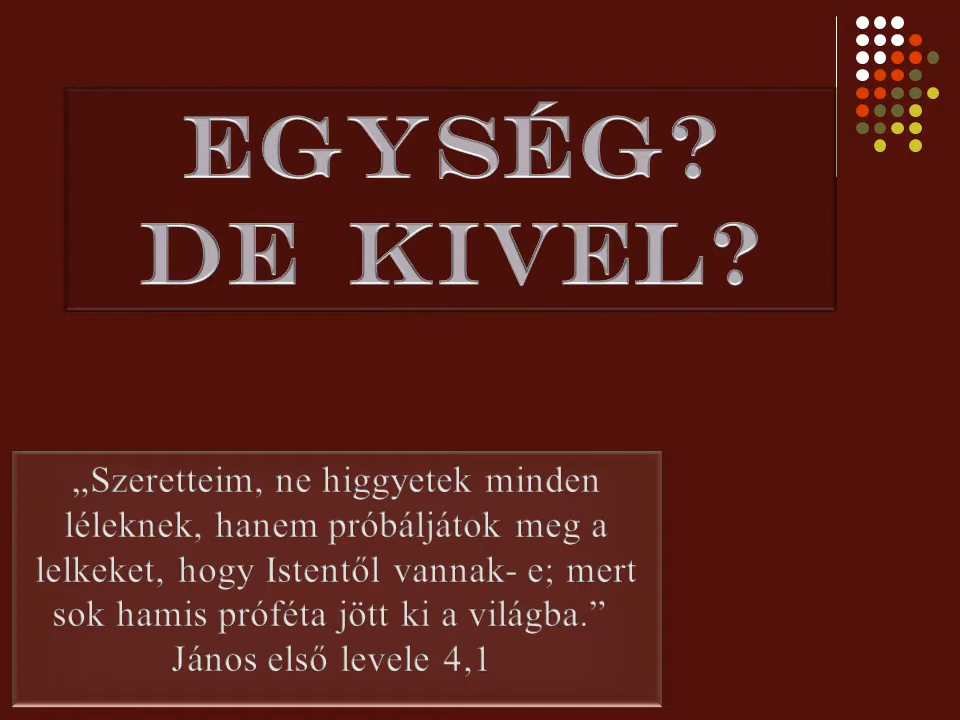 EGYSÉG?
DE KIVEL?
„Szeretteim, ne higgyetek minden
léleknek, hanem próbáljátok meg a
lelkeket, hogy Istentől vannak- e; mert
sok hamis próféta jött ki a világba.”
János első levele 4,1